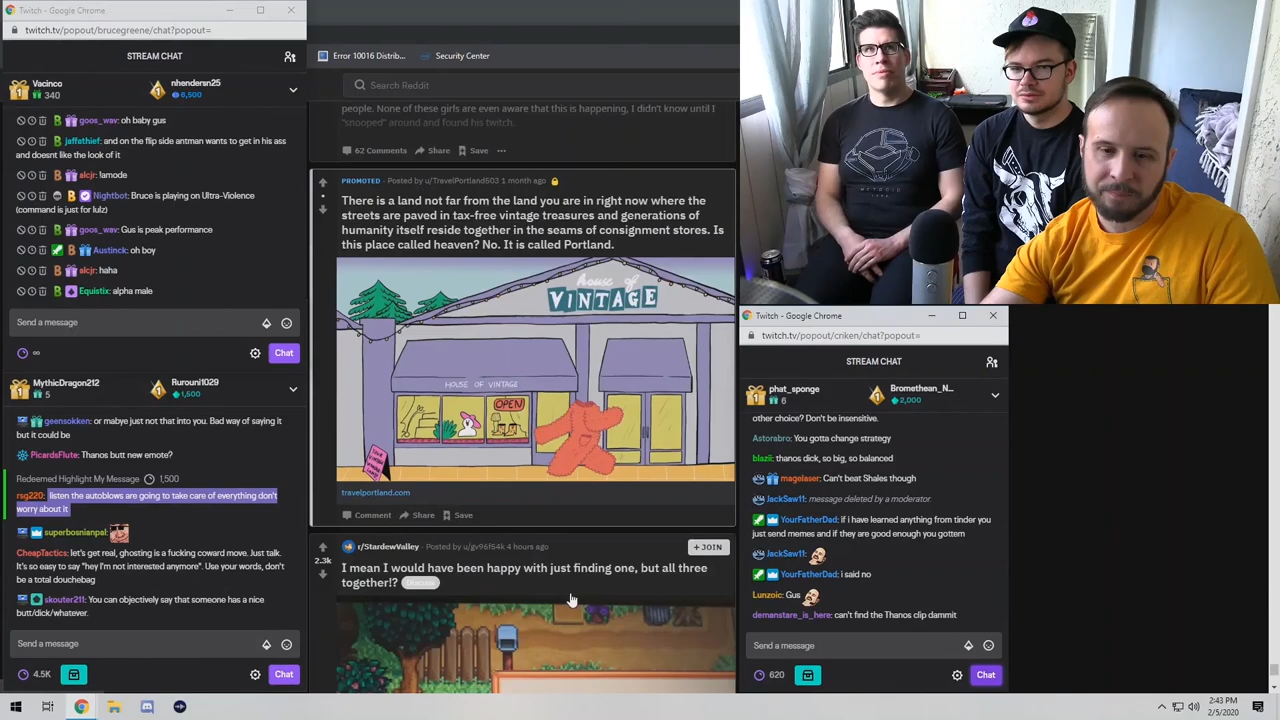 Twitch - Google Chrome
twitch.tv/popout/brucegreene/chat?popout=
STREAM CHAT
1 Vacinco
340
1 nhendersn25
6,500
goos_wav: oh baby gus
jaffathief: and on the flip side antman wants to get in his ass
and doesnt like the look of it
alcjr: !amode
Nightbot: Bruce is playing on Ultra-Violence
(command is just for lulz)
goos_wav: Gus is peak performance
Austinck: oh boy
alcjr: haha
Equistix: alpha male
Send a message
∞
Chat
1 MythicDragon212
5
1 Rurouni1029
1,500
geensokken: or mabye just not that into you. Bad way of saying it
but it could be
PicardsFlute: Thanos butt new emote?
Redeemed Highlight My Message 1,500
rsg220: listen the autoblows are going to take care of everything don't
worry about it
superbosnianpal:
CheapTactics: let's get real, ghosting is a fucking coward move. Just talk.
It's so easy to say "hey I'm not interested anymore". Use your words, don't
be a total douchebag
skouter211: You can objectively say that someone has a nice
butt/dick/whatever.
Send a message
4.5K
Chat
Error 10016 Distrib...
Security Center
Search Reddit
people. None of these girls are even aware that this is happening, I didn't know until I
"snooped" around and found his twitch.
62 Comments Share Save ...
PROMOTED · Posted by u/TravelPortland503 1 month ago
There is a land not far from the land you are in right now where the
streets are paved in tax-free vintage treasures and generations of
humanity itself reside together in the seams of consignment stores. Is
this place called heaven? No. It is called Portland.
house of
VINTAGE
HOUSE OF VINTAGE
OPEN
travelportland.com
Comment Share Save
2.3k
r/StardewValley · Posted by u/gv96f54k 4 hours ago
+ JOIN
I mean I would have been happy with just finding one, but all three
together!? Discuss
Twitch - Google Chrome
twitch.tv/popout/criken/chat?popout=
STREAM CHAT
1 phat_sponge
6
1 Bromethean_N...
2,000
other choice? Don't be insensitive.
Astorabro: You gotta change strategy
blazii: thanos dick, so big, so balanced
magelaser: Can't beat Shales though
JackSaw11: message deleted by a moderator.
YourFatherDad: if i have learned anything from tinder you
just send memes and if they are good enough you gottem
JackSaw11:
YourFatherDad: i said no
Lunzoic: Gus
demanstare_is_here: can't find the Thanos clip dammit
Send a message
620
Chat
2:43 PM
2/5/2020